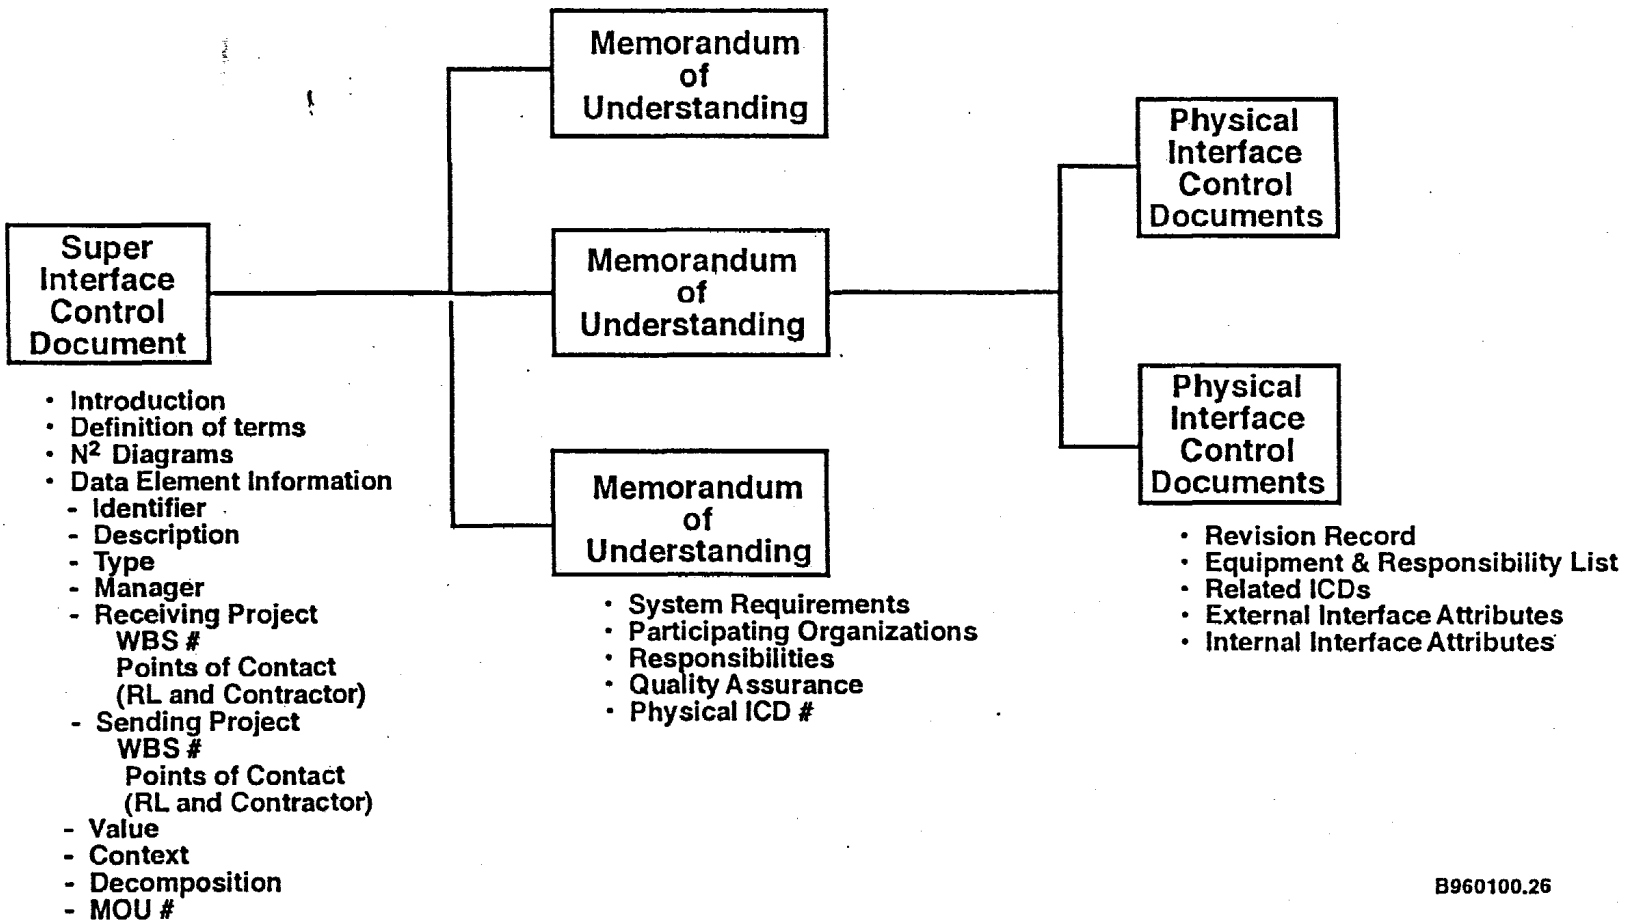 Memorandum
of
Understanding
Physical
Interface
Control
Documents
Super
Interface
Control
Document
Memorandum
of
Understanding
Physical
Interface
Control
Documents
Memorandum
of
Understanding
• Introduction
• Definition of terms
• N² Diagrams
• Data Element Information
- Identifier
- Description
- Type
- Manager
- Receiving Project
WBS #
Points of Contact
(RL and Contractor)
- Sending Project
WBS #
Points of Contact
(RL and Contractor)
- Value
- Context
- Decomposition
- MOU #
• System Requirements
• Participating Organizations
• Responsibilities
• Quality Assurance
• Physical ICD #
• Revision Record
• Equipment & Responsibility List
• Related ICDs
• External Interface Attributes
• Internal Interface Attributes
B960100.26